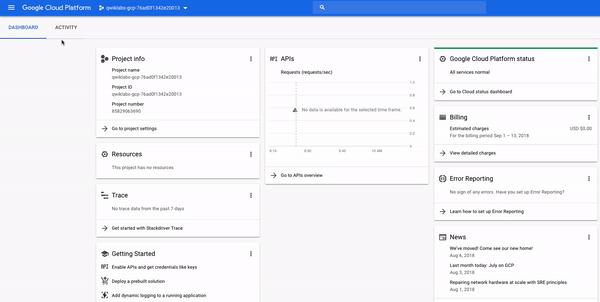 Google Cloud Platform
qwiklabs-gcp-76ad0f1342e20013
DASHBOARD
ACTIVITY
Project info
Project name
qwiklabs-gcp-76ad0f1342e20013
Project ID
qwiklabs-gcp-76ad0f1342e20013
Project number
85829063690
Go to project settings
Resources
This project has no resources
Trace
No trace data from the past 7 days
Get started with Stackdriver Trace
Getting Started
API Enable APIs and get credentials like keys
Deploy a prebuilt solution
Add dynamic logging to a running application
API APIs
Requests (requests/sec)
1.0
0.8
0.6
0.4
0.2
0
No data is available for the selected time frame.
9:30
10 AM
Go to APIs overview
Google Cloud Platform status
All services normal
Go to Cloud status dashboard
Billing
Estimated charges
USD $0.00
For the billing period Sep 1 – 13, 2018
View detailed charges
Error Reporting
No sign of any errors. Have you set up Error Reporting?
Learn how to set up Error Reporting
News
We've moved! Come see our new home!
Aug 6, 2018
Last month today: July on GCP
Aug 3, 2018
Repairing network hardware at scale with SRE principles
Aug 1, 2018